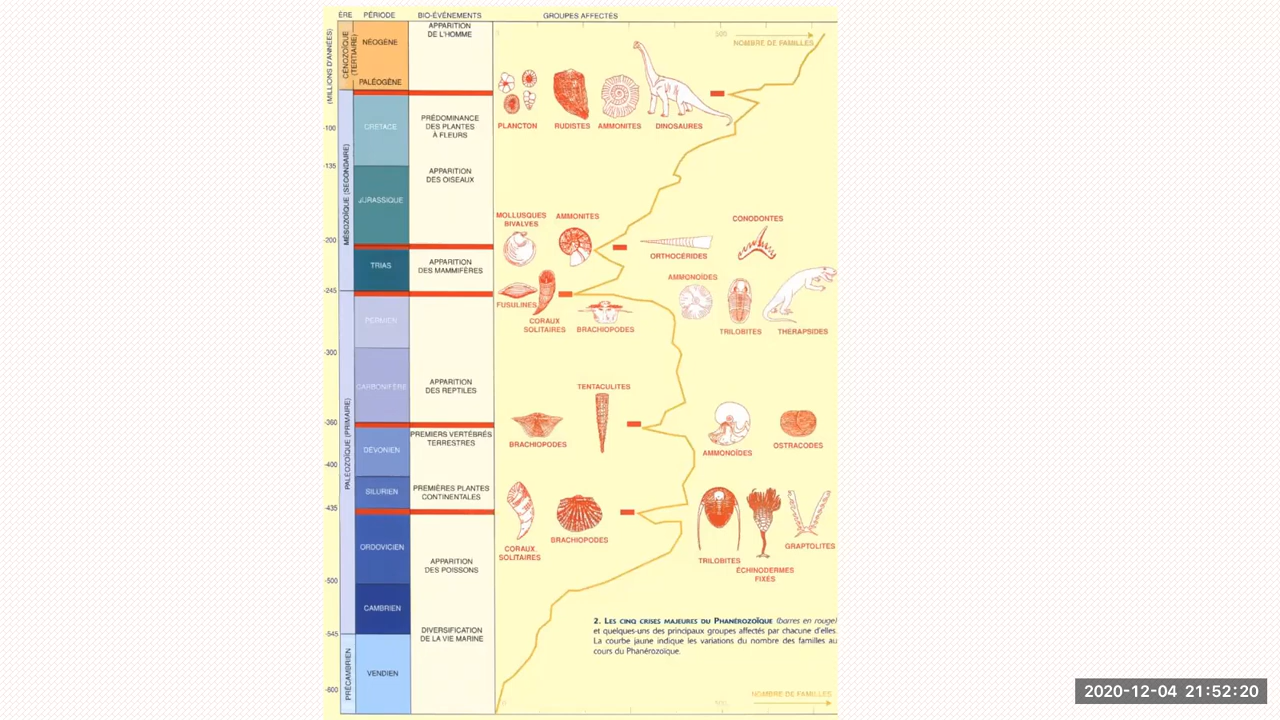 ÈRE PÉRIODE BIO-ÉVÉNEMENTS GROUPES AFFECTÉS
(MILLIONS D'ANNÉES)
CÉNOZOÏQUE (TERTIAIRE)
NÉOGÈNE
APPARITION
DE L'HOMME
500
NOMBRE DE FAMILLES
PALÉOGÈNE
PLANCTON RUDISTES AMMONITES DINOSAURES
MÉSOZOÏQUE (SECONDAIRE)
-100
CRÉTACÉ
PRÉDOMINANCE
DES PLANTES
À FLEURS
-135
APPARITION
DES OISEAUX
JURASSIQUE
MOLLUSQUES
BIVALVES
AMMONITES
CONODONTES
-200
ORTHOCÉRIDES
TRIAS
APPARITION
DES MAMMIFÈRES
AMMONOÏDES
-245
FUSULINES
CORAUX
SOLITAIRES
BRACHIOPODES
TRILOBITES
THERAPSIDES
PERMIEN
-300
PALÉOZOÏQUE (PRIMAIRE)
CARBONIFÈRE
APPARITION
DES REPTILES
TENTACULITES
-360
PREMIERS VERTÉBRÉS
TERRESTRES
BRACHIOPODES
AMMONOÏDES
OSTRACODES
DÉVONIEN
-400
SILURIEN
PREMIÈRES PLANTES
CONTINENTALES
-435
BRACHIOPODES
CORAUX
SOLITAIRES
GRAPTOLITES
TRILOBITES
ÉCHINODERMES
FIXÉS
ORDOVICIEN
APPARITION
DES POISSONS
-500
CAMBRIEN
-545
DIVERSIFICATION
DE LA VIE MARINE
2. LES CINQ CRISES MAJEURES DU PHANÉROZOÏQUE (barres en rouge)
et quelques-uns des principaux groupes affectés par chacune d'elles.
La courbe jaune indique les variations du nombre des familles au
cours du Phanérozoïque.
PRÉCAMBRIEN
VENDIEN
-600
NOMBRE DE FAMILLES
2020-12-04 21:52:20